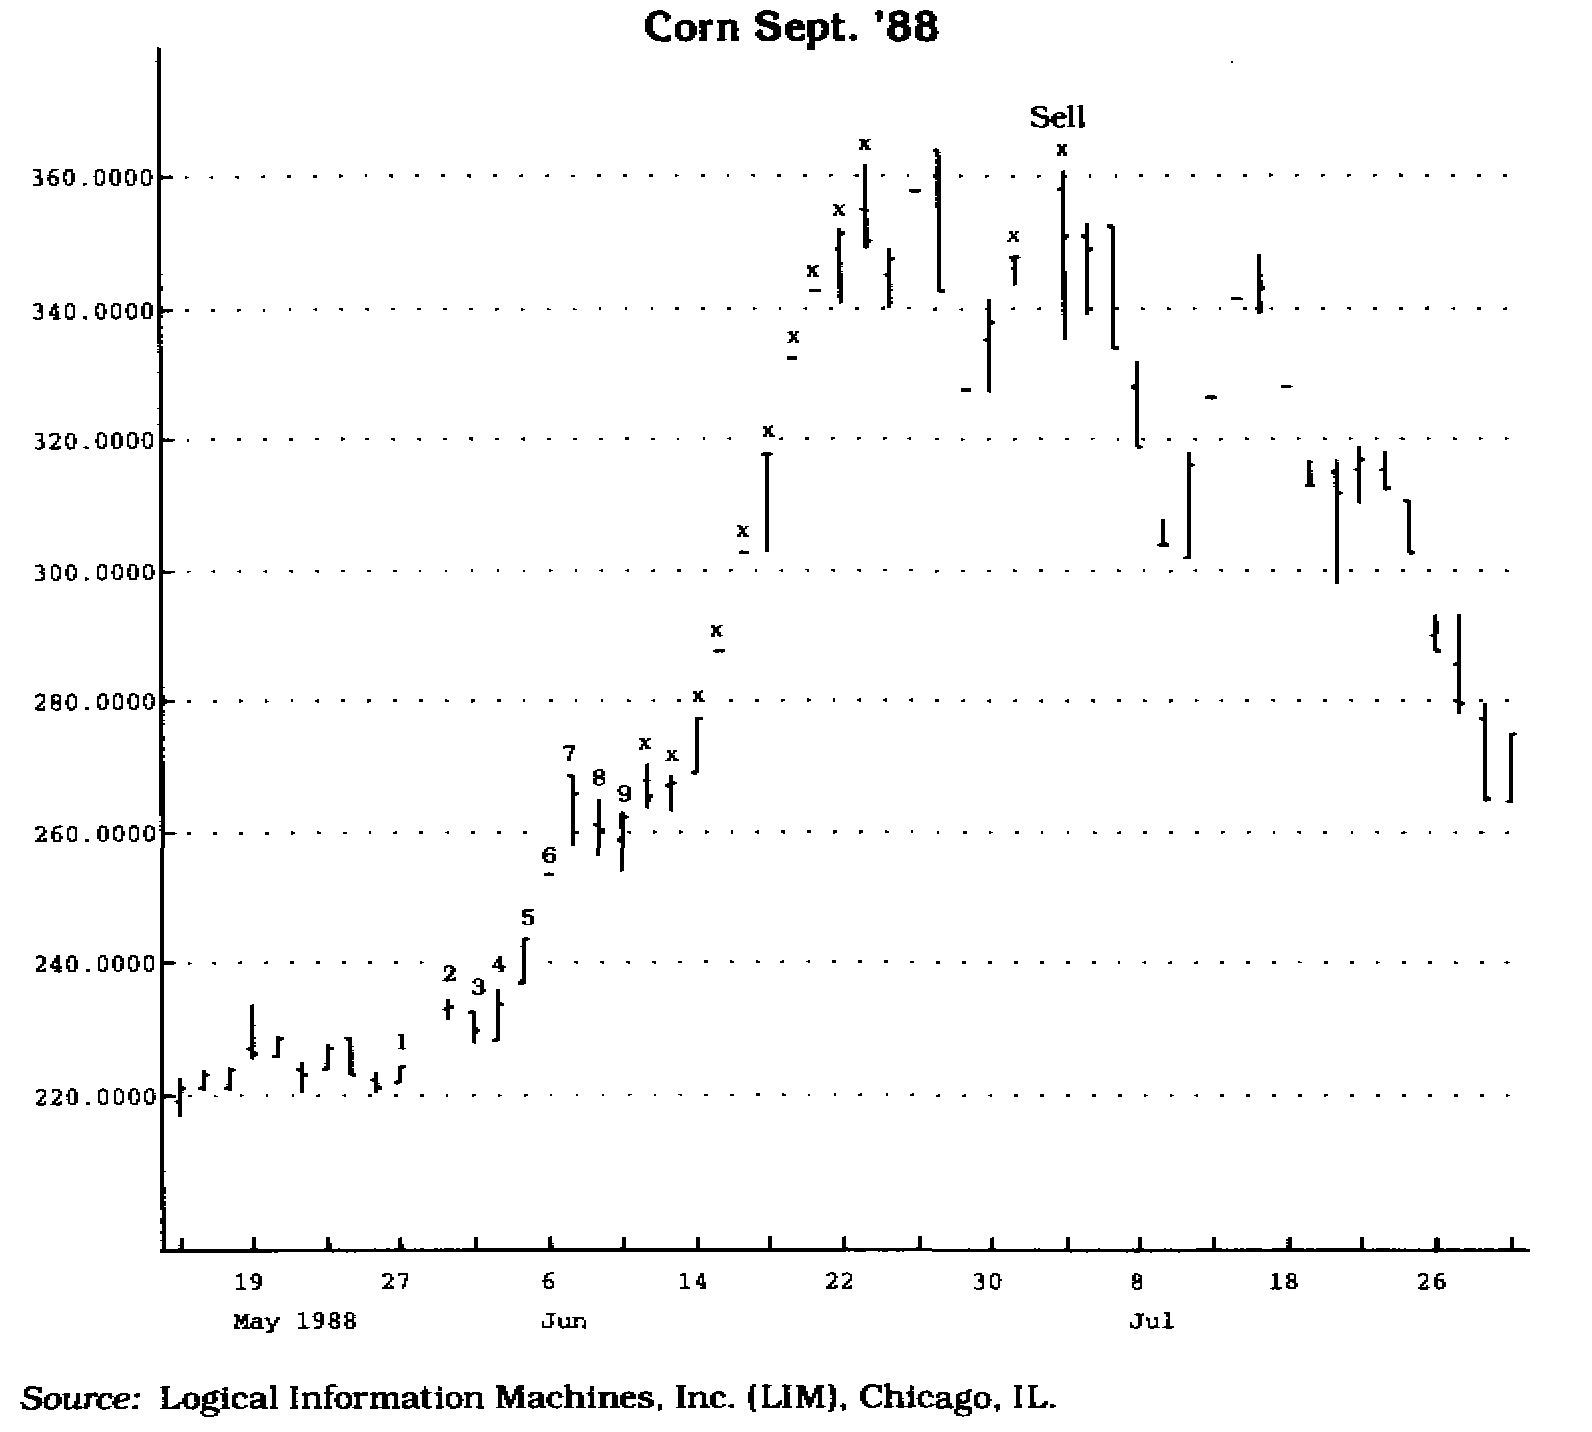 Corn Sept. '88
Sell
x x
360.0000
x
x
x
340.0000
x
x
320.0000
x
300.0000
x
280.0000
x
7 x x
8
9
260.0000
6
5
240.0000
2 3 4
1
220.0000
19 27 6 14 22 30 8 18 26
May 1988 Jun Jul
Source: Logical Information Machines, Inc. (LIM), Chicago, IL.